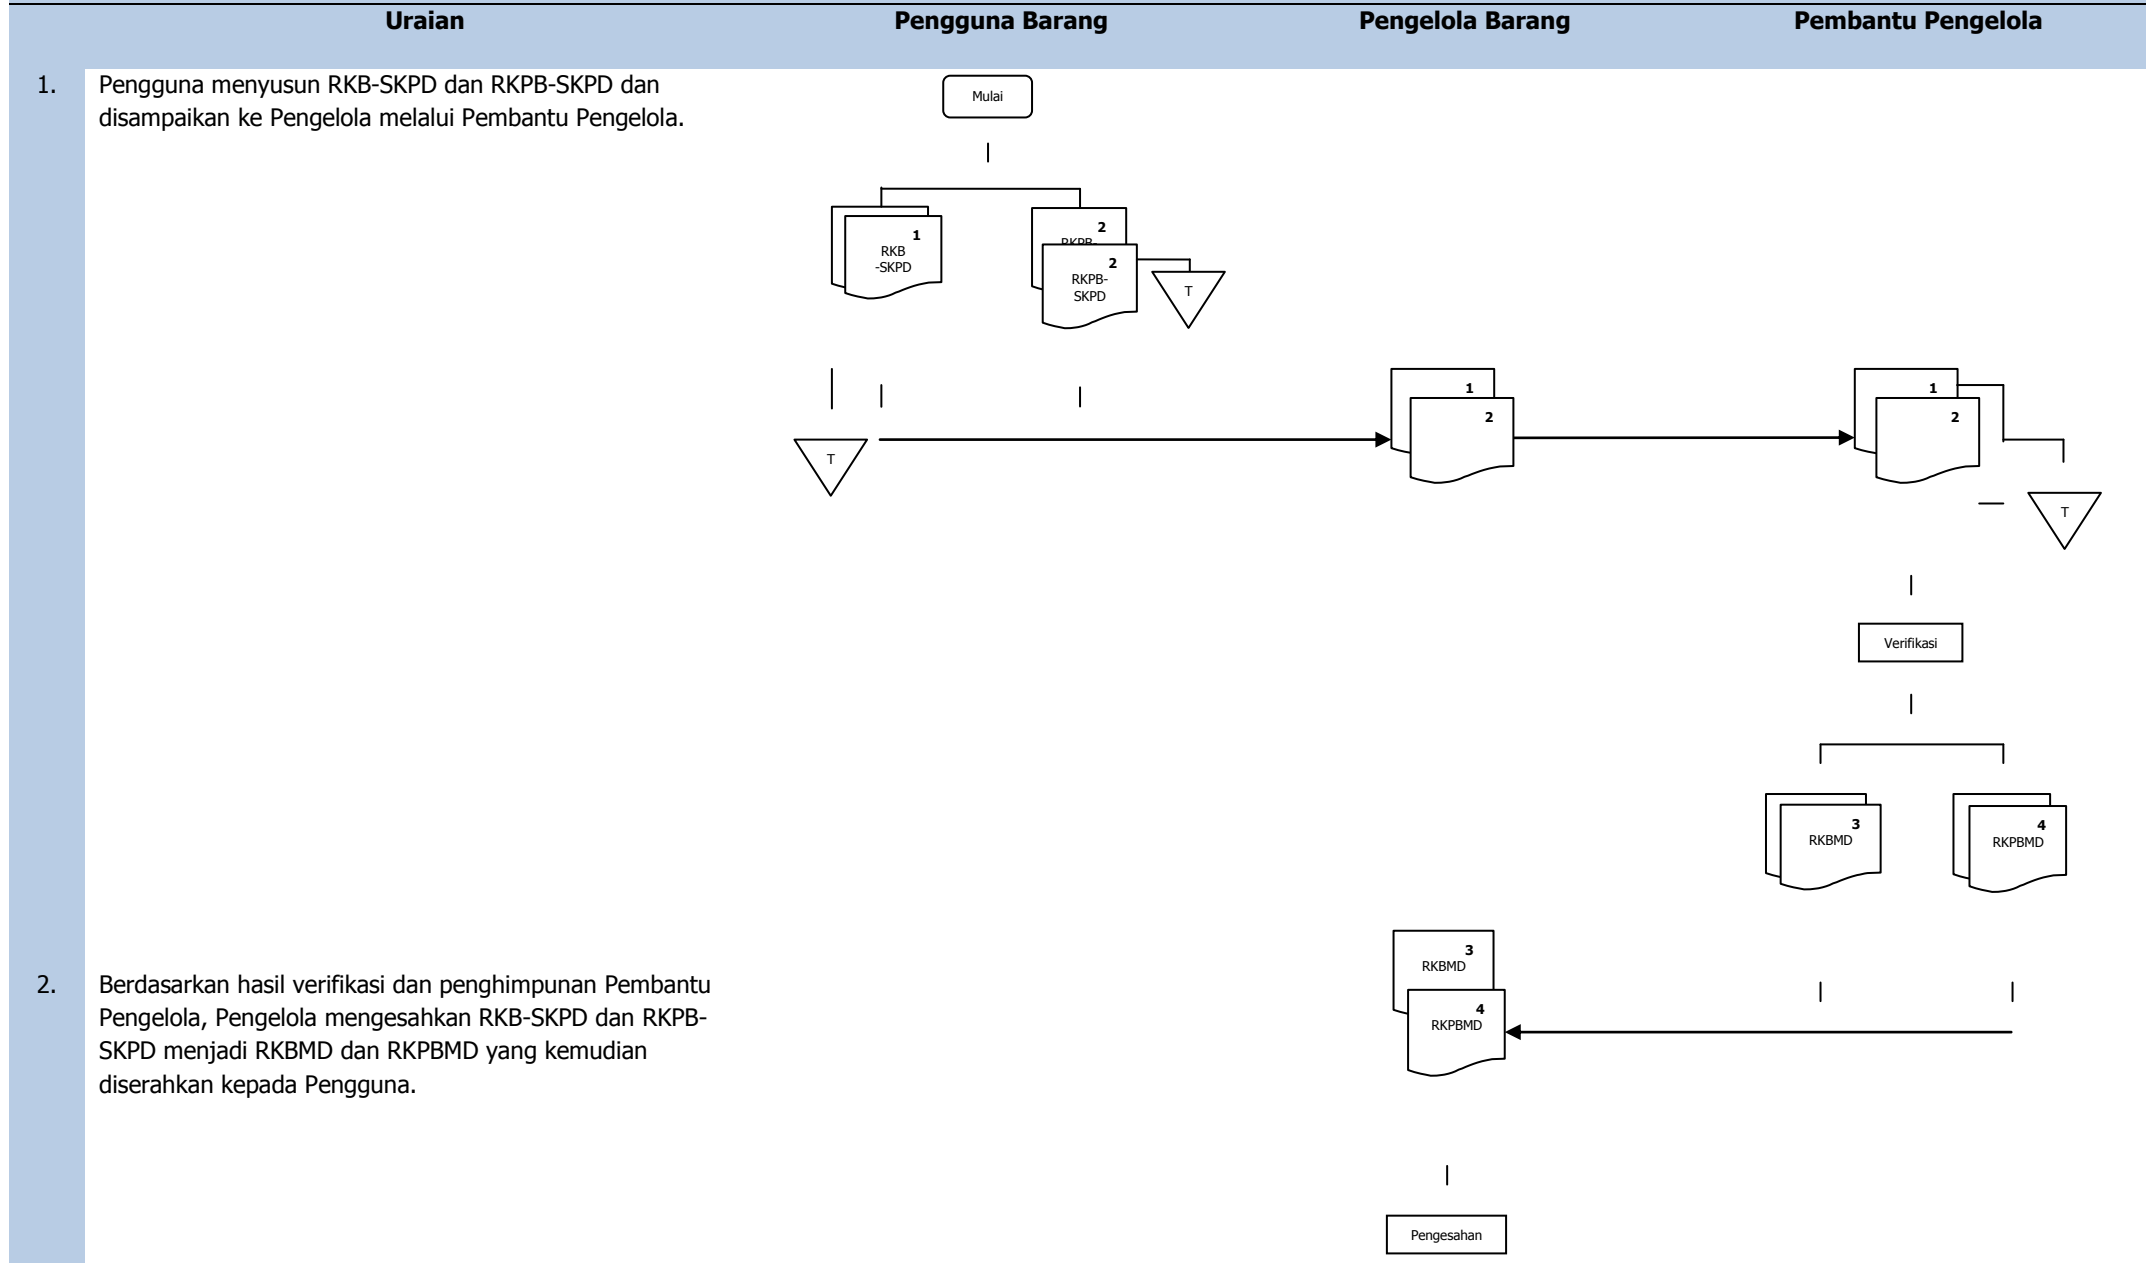 Uraian
Pengguna Barang
Pengelola Barang
Pembantu Pengelola
1.
Pengguna menyusun RKB-SKPD dan RKPB-SKPD dan
disampaikan ke Pengelola melalui Pembantu Pengelola.
Mulai
1
RKB
-SKPD
2
RKPB-
2
RKPB-
SKPD
T
T
1
2
1
2
T
Verifikasi
3
RKBMD
4
RKPBMD
2.
Berdasarkan hasil verifikasi dan penghimpunan Pembantu
Pengelola, Pengelola mengesahkan RKB-SKPD dan RKPB-
SKPD menjadi RKBMD dan RKPBMD yang kemudian
diserahkan kepada Pengguna.
3
RKBMD
4
RKPBMD
Pengesahan